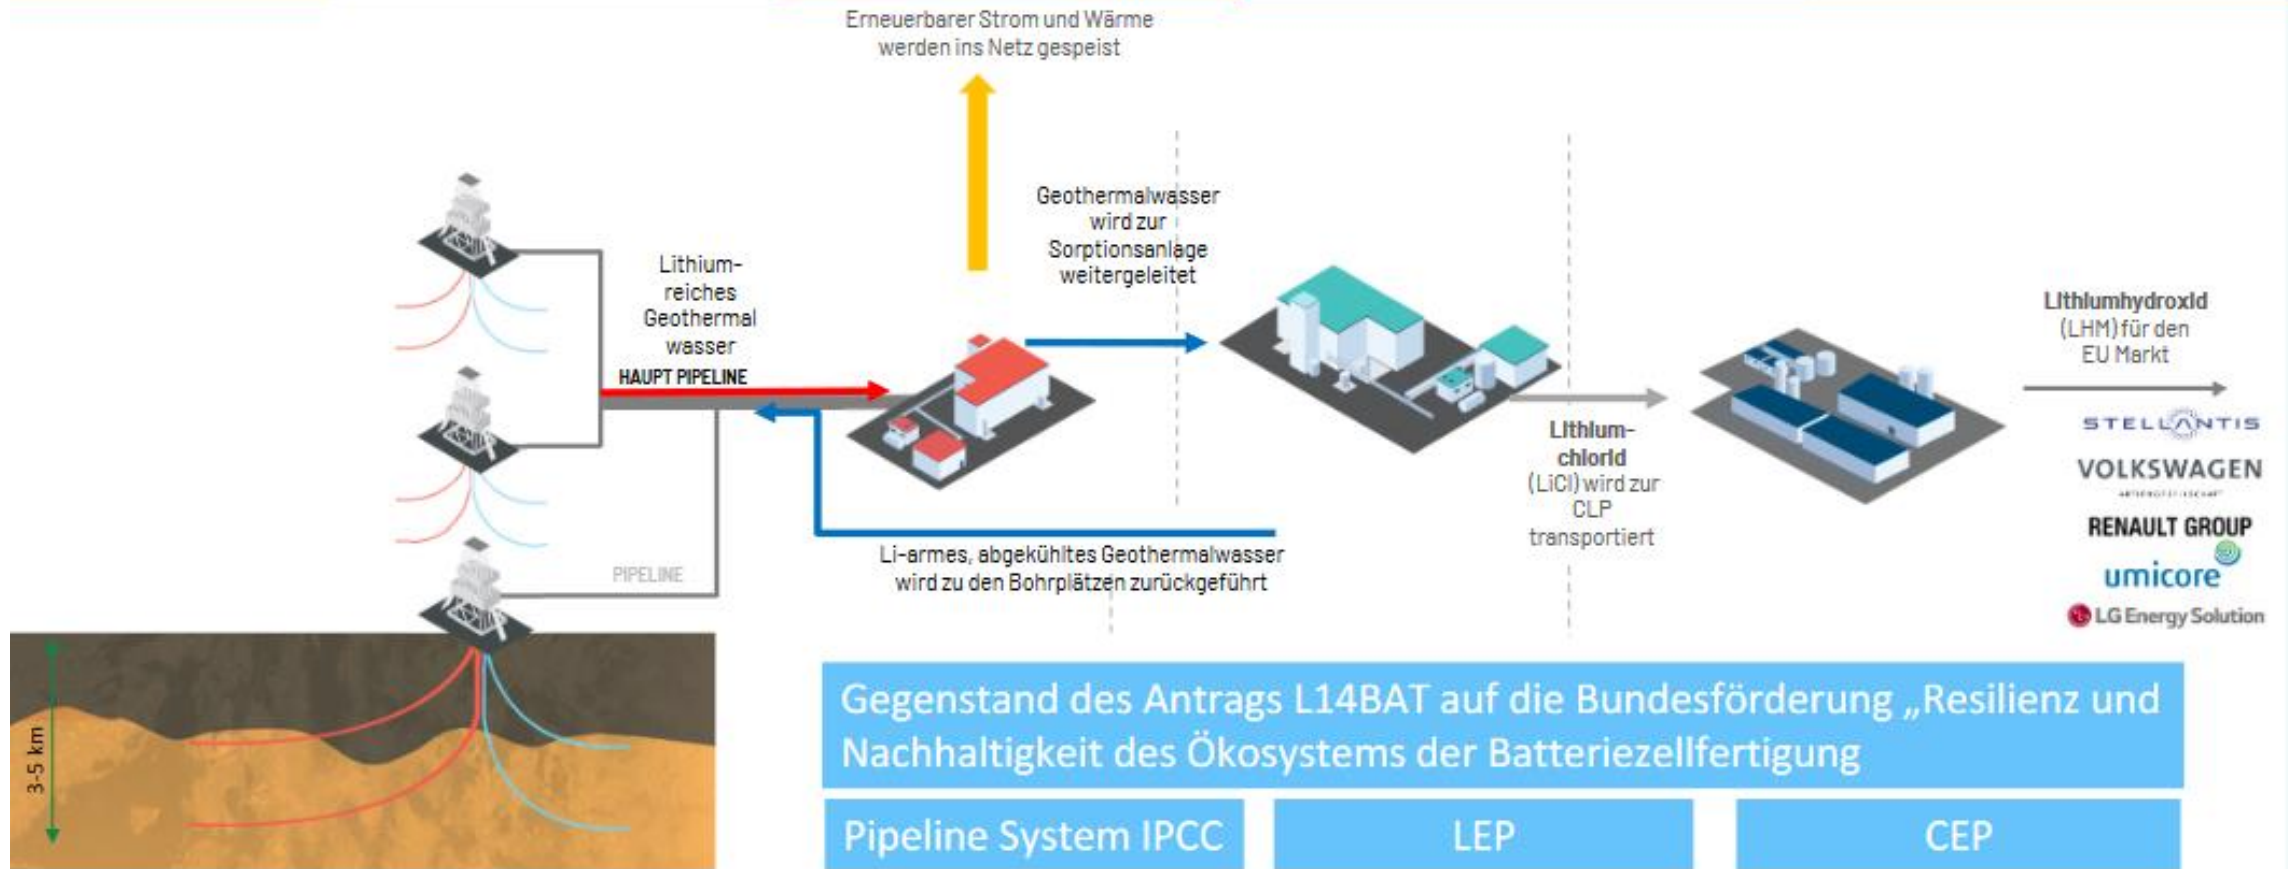 Erneuerbarer Strom und Wärme
werden ins Netz gespeist
Geothermalwasser
wird zur
Sorptionsanlage
weitergeleitet
Lithium-
reiches
Geothermal
wasser
HAUPT PIPELINE
Lithiumhydroxid
(LHM) für den
EU Markt
STELLANTIS
VOLKSWAGEN
AKTIENGESELLSCHAFT
RENAULT GROUP
umicore
LG Energy Solution
Lithium-
chlorid
(LiCl) wird zur
CLP
transportiert
Li-armes, abgekühltes Geothermalwasser
wird zu den Bohrplätzen zurückgeführt
PIPELINE
3-5 km
Gegenstand des Antrags L14BAT auf die Bundesförderung „Resilienz und
Nachhaltigkeit des Ökosystems der Batteriezellfertigung
Pipeline System IPCC
LEP
CEP